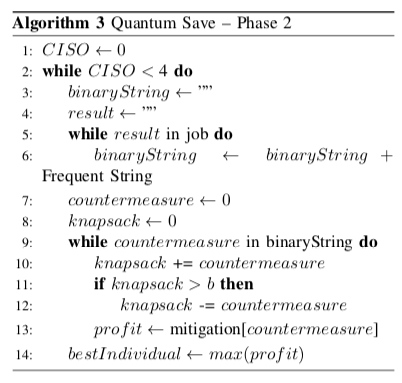 Algorithm 3 Quantum Save – Phase 2
1: CISO ← 0
2: while CISO < 4 do
3: binaryString ← ""
4: result ← ""
5: while result in job do
6: binaryString ← binaryString +
Frequent String
7: countermeasure ← 0
8: knapsack ← 0
9: while countermeasure in binaryString do
10: knapsack += countermeasure
11: if knapsack > b then
12: knapsack -= countermeasure
13: profit ← mitigation[countermeasure]
14: bestIndividual ← max(profit)